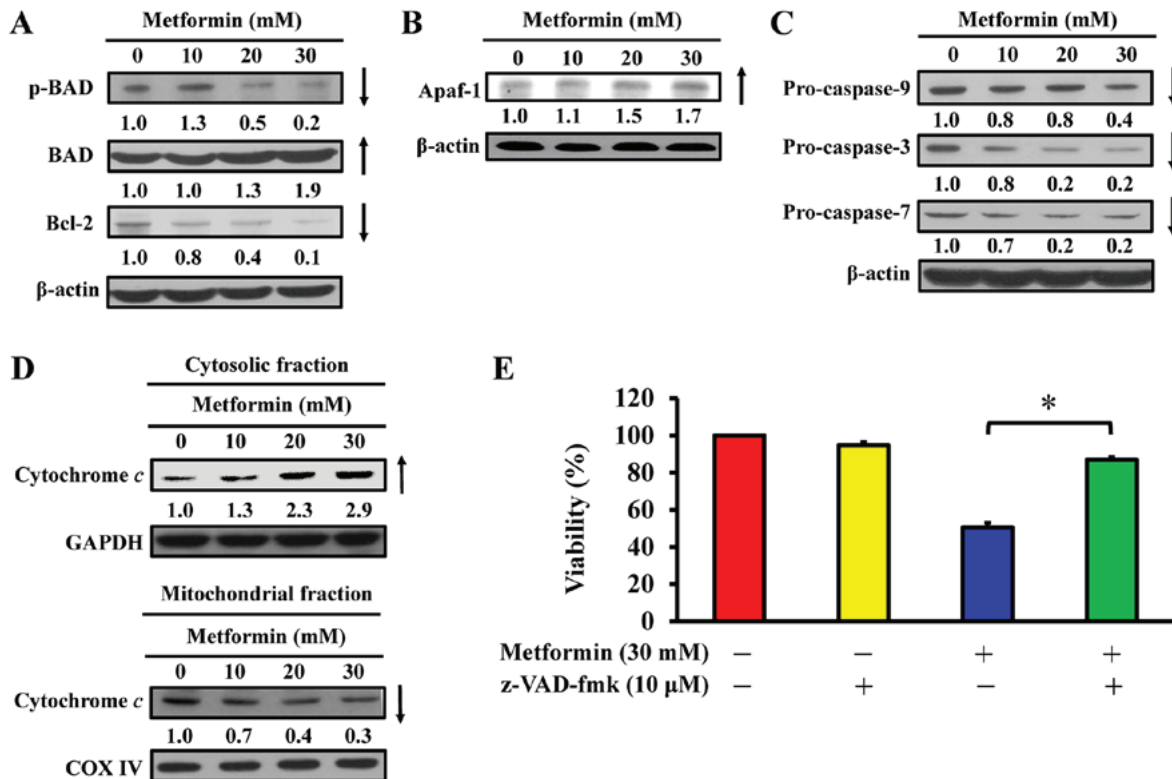 A
Metformin (mM)
0 10 20 30
p-BAD
1.0 1.3 0.5 0.2
BAD
1.0 1.0 1.3 1.9
Bcl-2
1.0 0.8 0.4 0.1
β-actin
B
Metformin (mM)
0 10 20 30
Apaf-1
1.0 1.1 1.5 1.7
β-actin
C
Metformin (mM)
0 10 20 30
Pro-caspase-9
1.0 0.8 0.8 0.4
Pro-caspase-3
1.0 0.8 0.2 0.2
Pro-caspase-7
1.0 0.7 0.2 0.2
β-actin
D
Cytosolic fraction
Metformin (mM)
0 10 20 30
Cytochrome c
1.0 1.3 2.3 2.9
GAPDH
Mitochondrial fraction
Metformin (mM)
0 10 20 30
Cytochrome c
1.0 0.7 0.4 0.3
COX IV
E
Viability (%)
120
100
80
60
40
20
0
*
Metformin (30 mM) − − + +
z-VAD-fmk (10 μM) − + − +